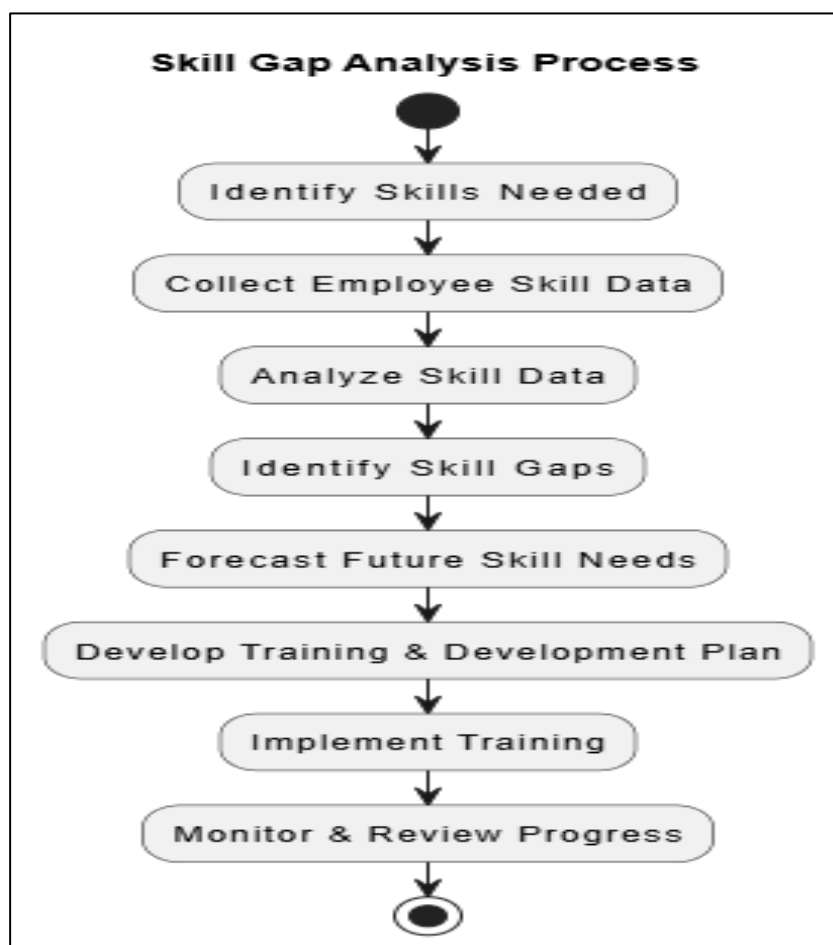 Skill Gap Analysis Process
Identify Skills Needed
Collect Employee Skill Data
Analyze Skill Data
Identify Skill Gaps
Forecast Future Skill Needs
Develop Training & Development Plan
Implement Training
Monitor & Review Progress